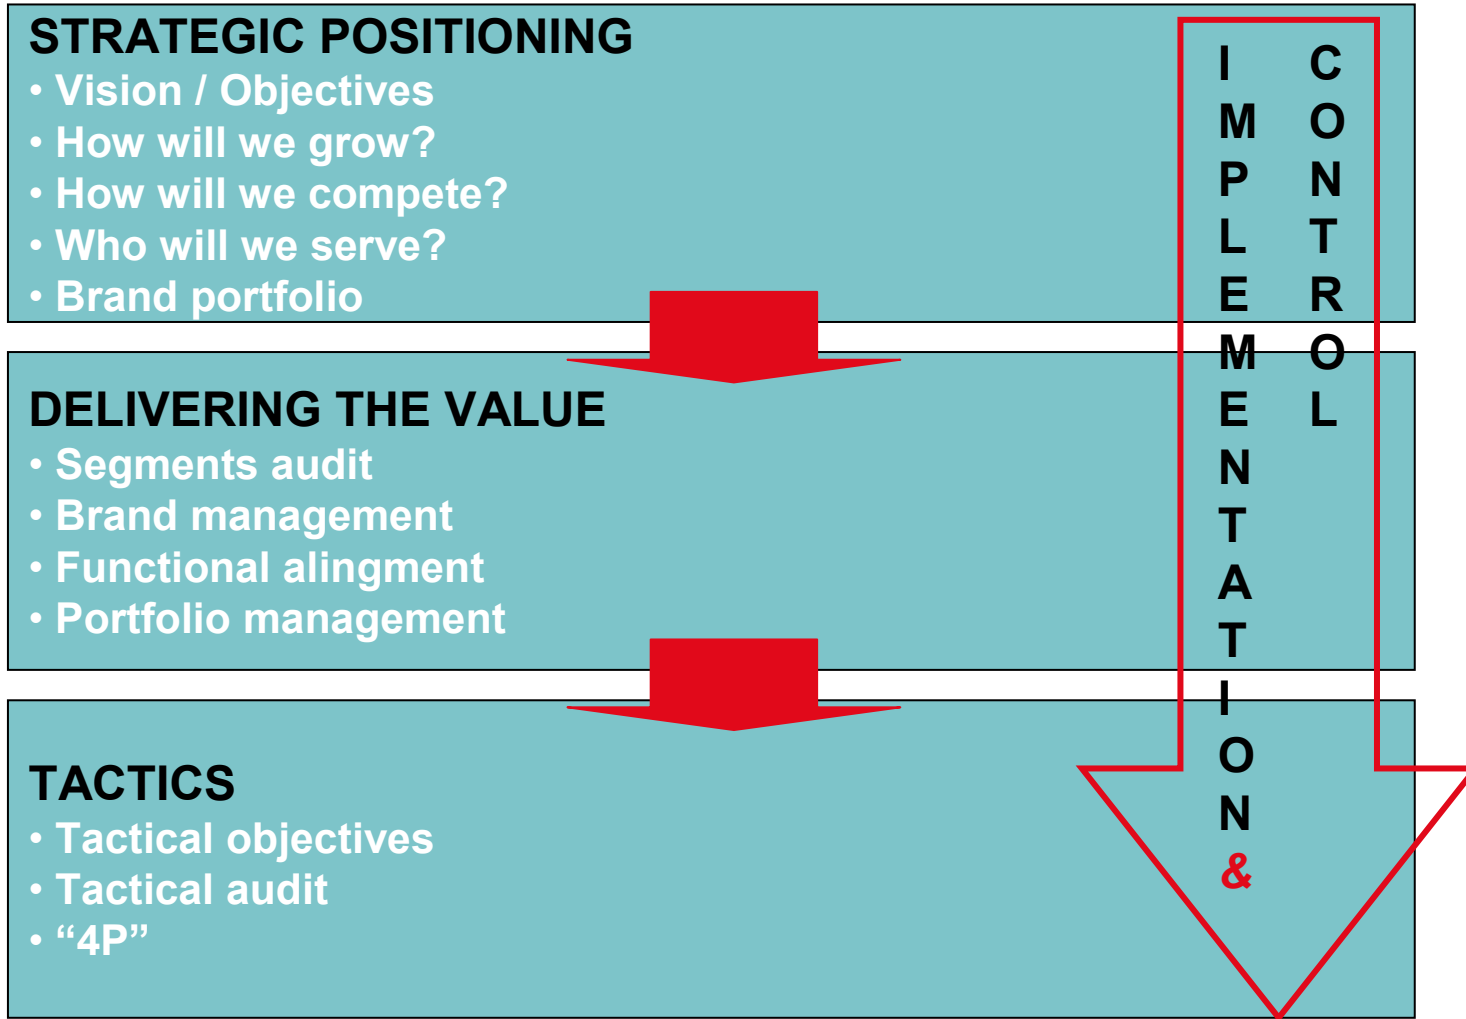 STRATEGIC POSITIONING
• Vision / Objectives
• How will we grow?
• How will we compete?
• Who will we serve?
• Brand portfolio
DELIVERING THE VALUE
• Segments audit
• Brand management
• Functional alingment
• Portfolio management
TACTICS
• Tactical objectives
• Tactical audit
• “4P”
IMPLEMENTATION &
CONTROL